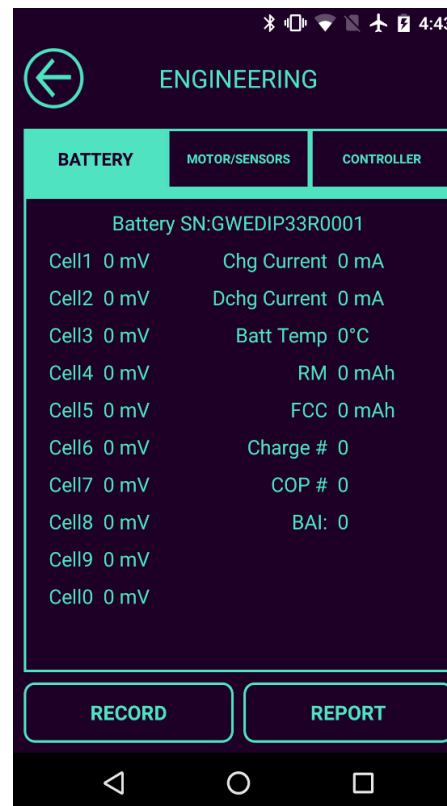 4:43
ENGINEERING
BATTERY MOTOR/SENSORS CONTROLLER
Battery SN:GWEDIP33R0001
Cell1 0 mV Chg Current 0 mA
Cell2 0 mV Dchg Current 0 mA
Cell3 0 mV Batt Temp 0°C
Cell4 0 mV RM 0 mAh
Cell5 0 mV FCC 0 mAh
Cell6 0 mV Charge # 0
Cell7 0 mV COP # 0
Cell8 0 mV BAI: 0
Cell9 0 mV
Cell0 0 mV
RECORD REPORT